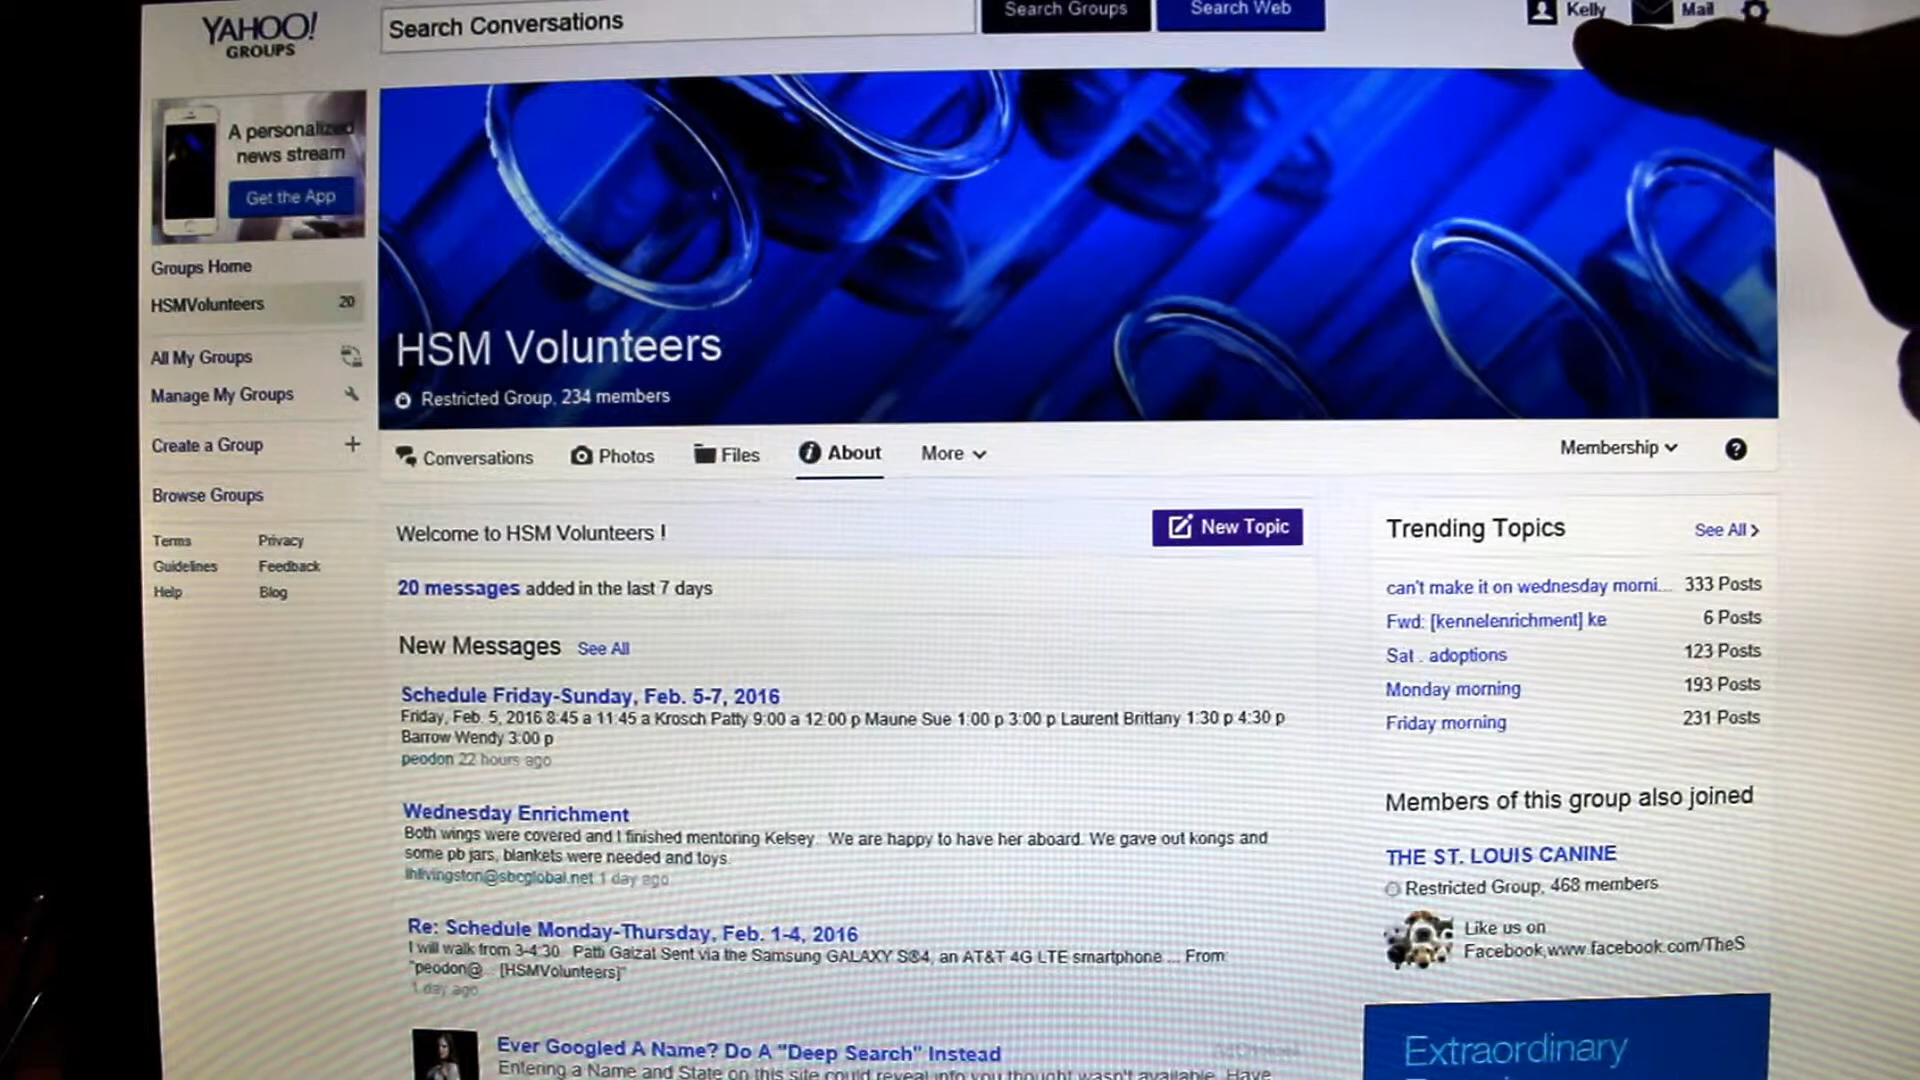 YAHOO!
GROUPS
Search Conversations
Search Groups
Search Web
Kelly
Mail
A personalized
news stream
Get the App
Groups Home
HSMVolunteers 20
All My Groups
Manage My Groups
Create a Group +
Browse Groups
Terms Privacy
Guidelines Feedback
Help Blog
HSM Volunteers
Restricted Group, 234 members
Conversations Photos Files About More
Membership ?
Welcome to HSM Volunteers !
New Topic
20 messages added in the last 7 days
New Messages See All
Schedule Friday-Sunday, Feb. 5-7, 2016
Friday, Feb. 5, 2016 8:45 a 11:45 a Krosch Patty 9:00 a 12:00 p Maune Sue 1:00 p 3:00 p Laurent Brittany 1:30 p 4:30 p
Barrow Wendy 3:00 p
peodon 22 hours ago
Wednesday Enrichment
Both wings were covered and I finished mentoring Kelsey. We are happy to have her aboard. We gave out kongs and
some pb jars, blankets were needed and toys.
lhlivingston@sbcglobal.net 1 day ago
Re: Schedule Monday-Thursday, Feb. 1-4, 2016
I will walk from 3-4:30. Patti Gaizat Sent via the Samsung GALAXY S®4, an AT&T 4G LTE smartphone ... From:
"peodon@... [HSMVolunteers]"
1 day ago
Ever Googled A Name? Do A "Deep Search" Instead
Entering a Name and State on this site could reveal info you thought wasn't available. Have
Trending Topics See All >
can't make it on wednesday morni... 333 Posts
Fwd: [kennelenrichment] ke 6 Posts
Sat . adoptions 123 Posts
Monday morning 193 Posts
Friday morning 231 Posts
Members of this group also joined
THE ST. LOUIS CANINE
Restricted Group, 468 members
Like us on
Facebook,www.facebook.com/TheS
Extraordinary